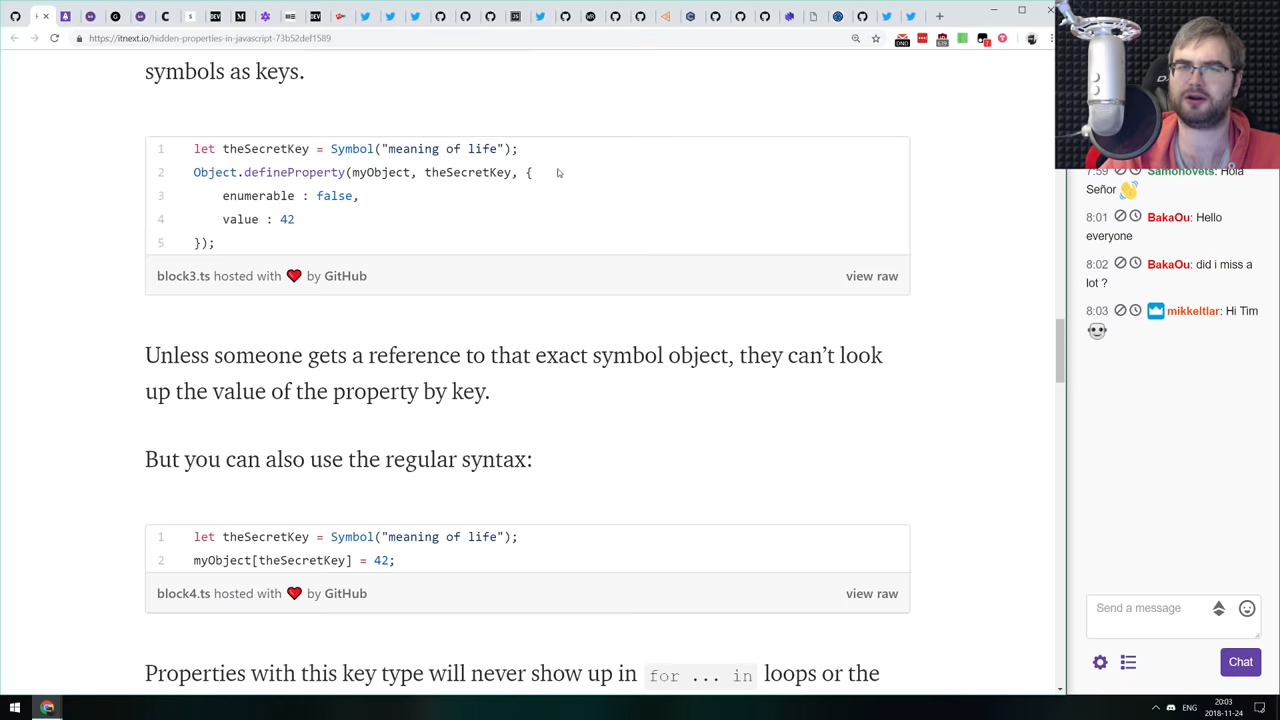 https://itnext.io/hidden-properties-in-javascript-73b52def1589
symbols as keys.
1 let theSecretKey = Symbol("meaning of life");
2 Object.defineProperty(myObject, theSecretKey, {
3 enumerable : false,
4 value : 42
5 });
block3.ts hosted with ❤ by GitHub
view raw
Unless someone gets a reference to that exact symbol object, they can’t look
up the value of the property by key.
But you can also use the regular syntax:
1 let theSecretKey = Symbol("meaning of life");
2 myObject[theSecretKey] = 42;
block4.ts hosted with ❤ by GitHub
view raw
Properties with this key type will never show up in for ... in loops or the
7:59 Samohovets: Hola
Señor 👋
8:01 BakaOu: Hello
everyone
8:02 BakaOu: did i miss a
lot ?
8:03 mikkeltlar: Hi Tim
Send a message
Chat
ENG
20:03
2018-11-24